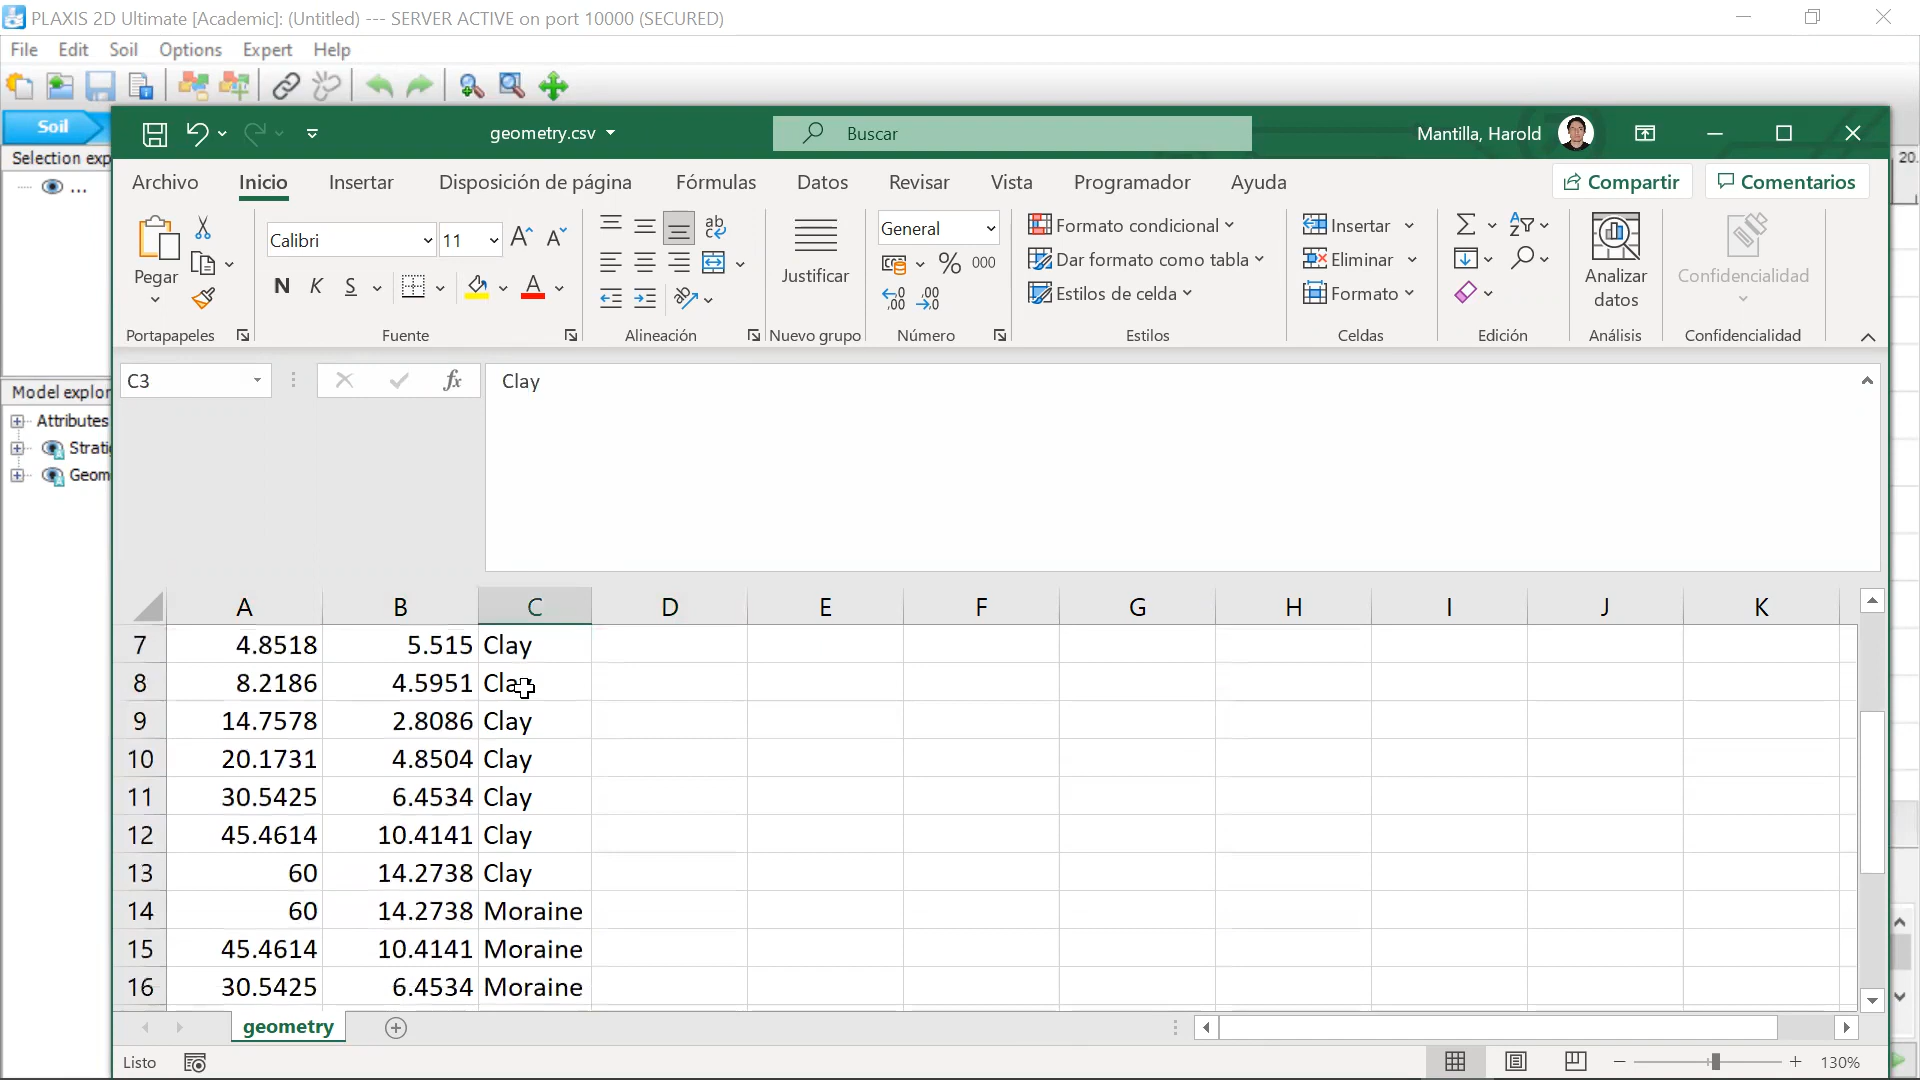 PLAXIS 2D Ultimate [Academic]: (Untitled) --- SERVER ACTIVE on port 10000 (SECURED)
File Edit Soil Options Expert Help
Soil
Selection exp
...
20.
geometry.csv
Buscar
Mantilla, Harold
Archivo Inicio Insertar Disposición de página Fórmulas Datos Revisar Vista Programador Ayuda Compartir Comentarios
Pegar
Calibri 11
N K S
ab
A A
Justificar
General
% 000
Formato condicional
Dar formato como tabla
Estilos de celda
Insertar
Eliminar
Formato
Analizar datos
Confidencialidad
Portapapeles Fuente Alineación Nuevo grupo Número Estilos Celdas Edición Análisis Confidencialidad
C3 fx Clay
Model explor
Attributes
Strati
Geom
A B C D E F G H I J K
7 4.8518 5.515 Clay
8 8.2186 4.5951 Clay
9 14.7578 2.8086 Clay
10 20.1731 4.8504 Clay
11 30.5425 6.4534 Clay
12 45.4614 10.4141 Clay
13 60 14.2738 Clay
14 60 14.2738 Moraine
15 45.4614 10.4141 Moraine
16 30.5425 6.4534 Moraine
geometry
Listo
130%